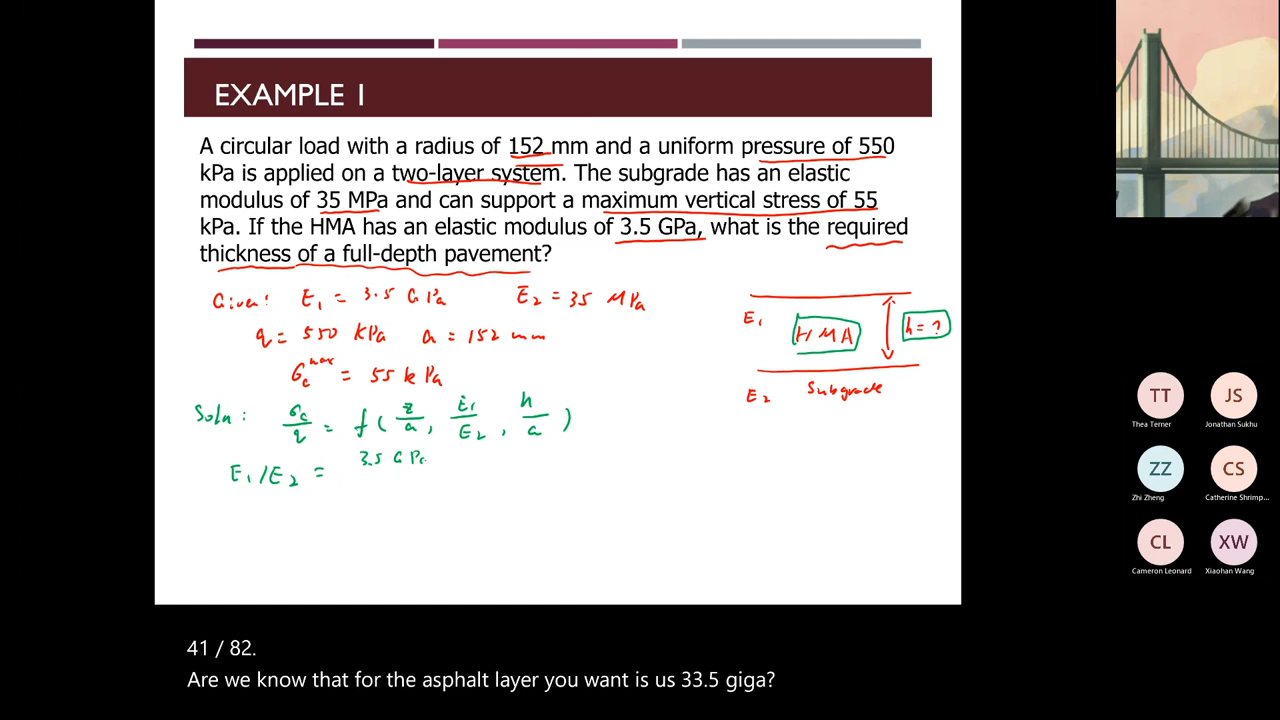 EXAMPLE 1
A circular load with a radius of 152 mm and a uniform pressure of 550
kPa is applied on a two-layer system. The subgrade has an elastic
modulus of 35 MPa and can support a maximum vertical stress of 55
kPa. If the HMA has an elastic modulus of 3.5 GPa, what is the required
thickness of a full-depth pavement?
Given: E₁ = 3.5 GPa E₂ = 35 MPa
q = 550 kPa a = 152 mm
σc^max = 55 kPa
Soln: σc/q = f( z/a, E₁/E₂, h/a )
E₁/E₂ = 3.5 GPa
E₁ HMA h = ?
E₂ Subgrade
TT JS
Thea Terner Jonathan Sukhu
ZZ CS
Zhi Zheng Catherine Shrimp...
CL XW
Cameron Leonard Xiaohan Wang
41 / 82.
Are we know that for the asphalt layer you want is us 33.5 giga?